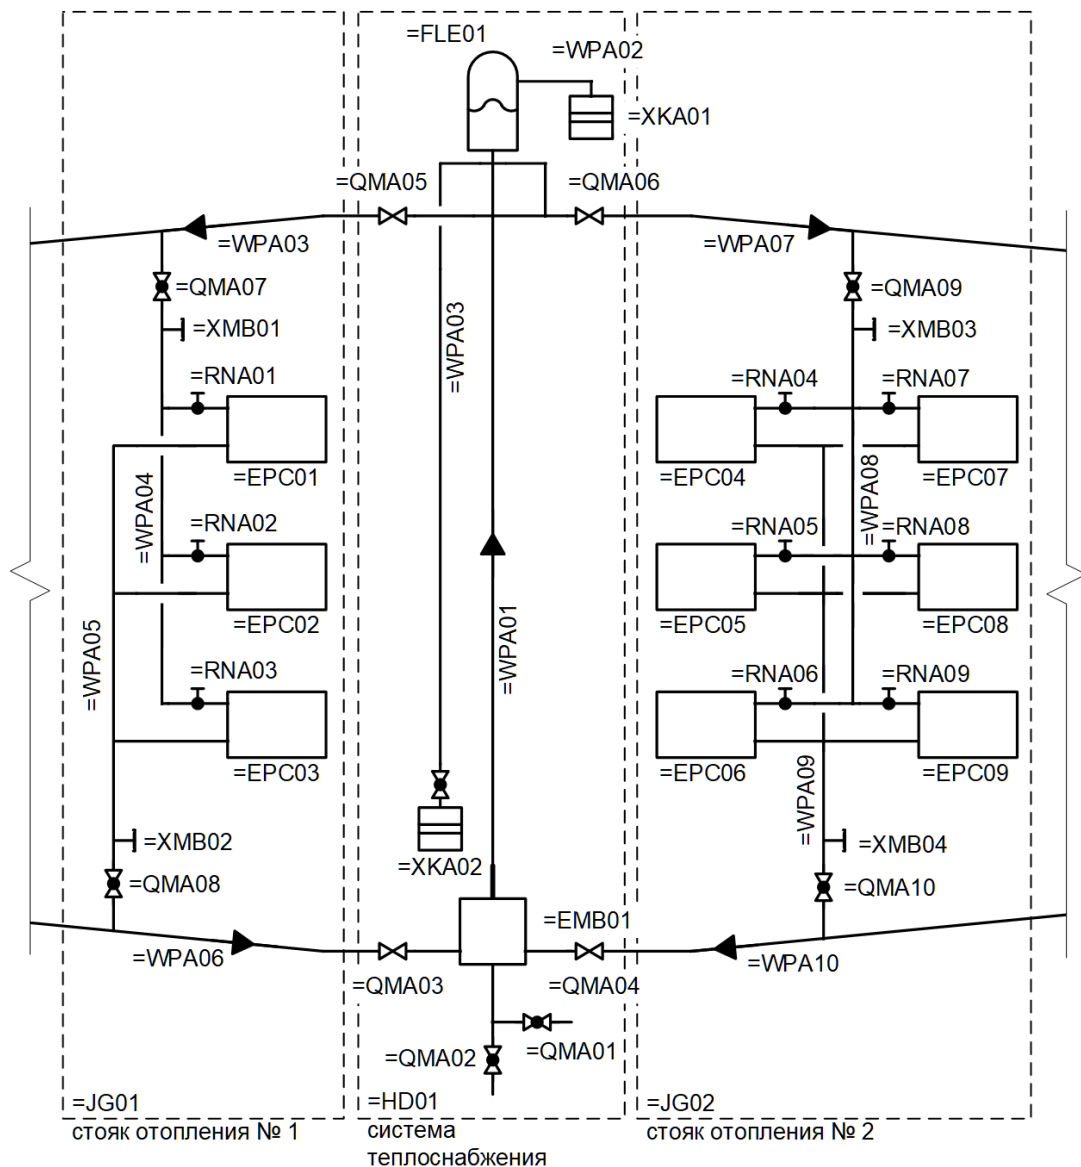 =FLE01
=WPA02
=XKA01
=QMA05
=QMA06
=WPA03
=WPA07
=QMA07
=QMA09
=XMB01
=XMB03
=WPA03
=RNA01
=RNA04
=RNA07
=EPC01
=EPC04
=EPC07
=WPA04
=WPA08
=RNA02
=RNA05
=RNA08
=EPC02
=EPC05
=EPC08
=WPA05
=WPA01
=RNA03
=RNA06
=RNA09
=EPC03
=EPC06
=EPC09
=WPA09
=XMB02
=XKA02
=XMB04
=QMA08
=QMA10
=EMB01
=WPA06
=WPA10
=QMA03
=QMA04
=QMA02
=QMA01
=JG01
стояк отопления № 1
=HD01
система
теплоснабжения
=JG02
стояк отопления № 2